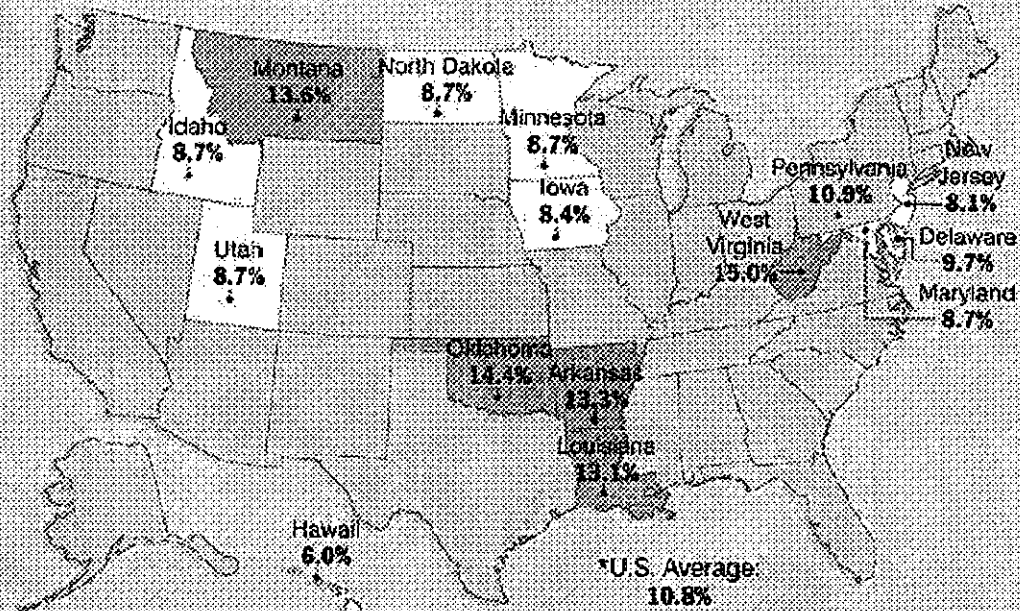 Montana
13.6%
North Dakota
8.7%
Minnesota
8.7%
Idaho
8.7%
Iowa
8.4%
Utah
8.7%
Pennsylvania
10.9%
New
Jersey
8.1%
West
Virginia
15.0%
Delaware
9.7%
Maryland
8.7%
Oklahoma
14.4%
Arkansas
13.3%
Louisiana
13.1%
Hawaii
6.0%
*U.S. Average:
10.8%